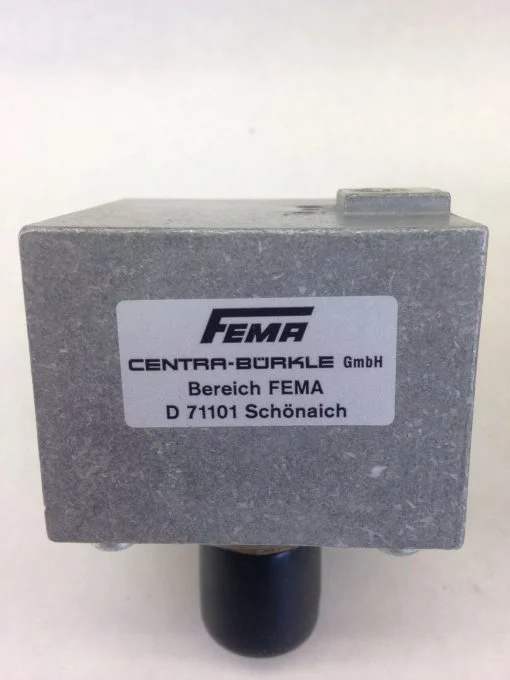 FEMA
CENTRA-BÜRKLE GmbH
Bereich FEMA
D 71101 Schönaich